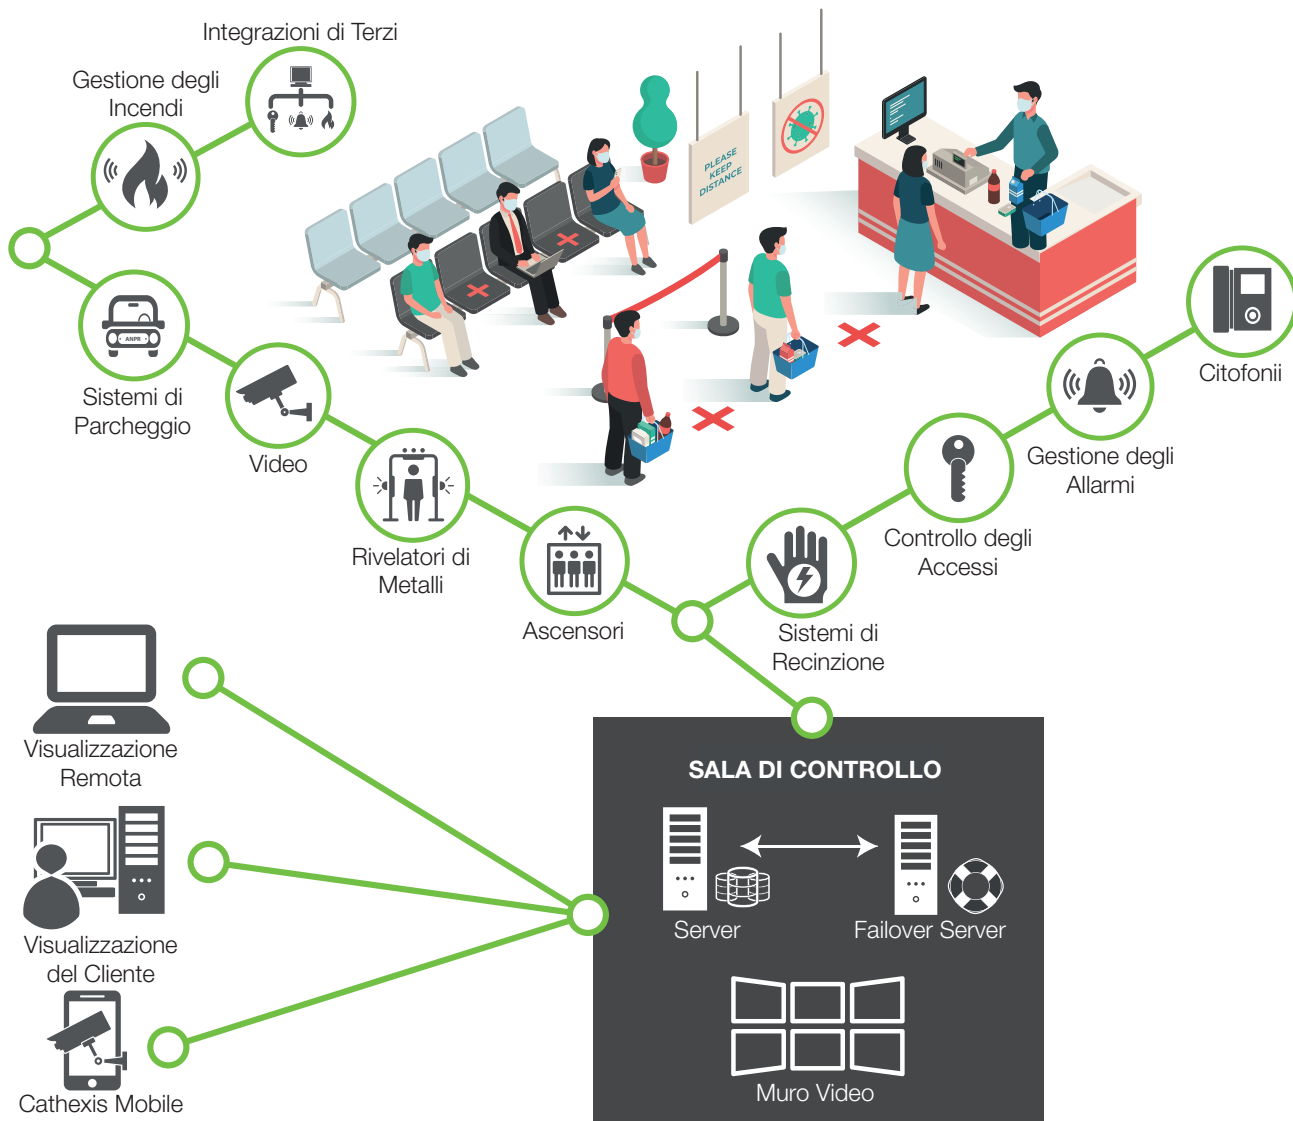 Integrazioni di Terzi
Gestione degli
Incendi
PLEASE
KEEP
DISTANCE
ANPR
Sistemi di
Parcheggio
Video
Rivelatori di
Metalli
Ascensori
Citofonii
Gestione degli
Allarmi
Controllo degli
Accessi
Sistemi di
Recinzione
Visualizzazione
Remota
Visualizzazione
del Cliente
Cathexis Mobile
SALA DI CONTROLLO
Server
Failover Server
Muro Video